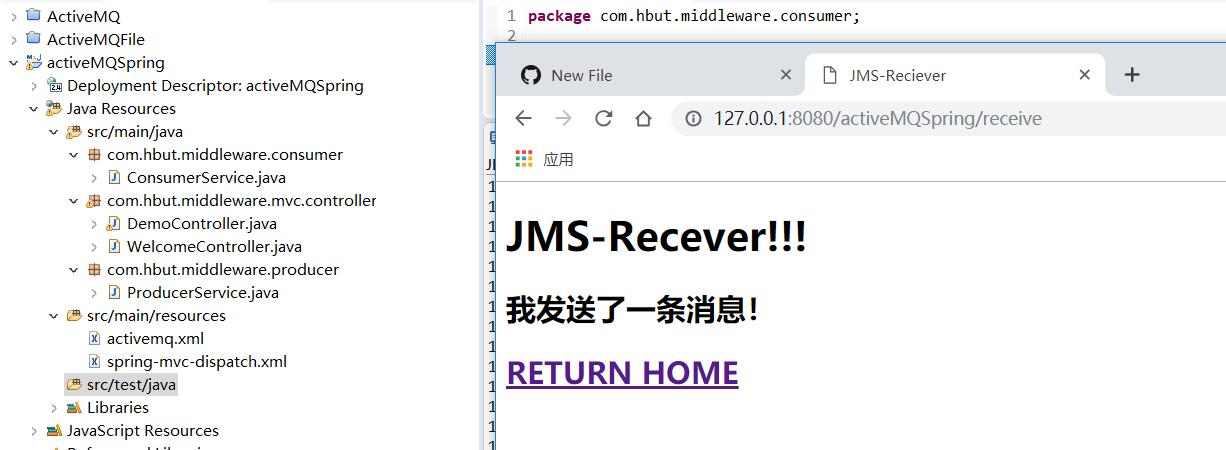 ActiveMQ
ActiveMQFile
activeMQSpring
Deployment Descriptor: activeMQSpring
Java Resources
src/main/java
com.hbut.middleware.consumer
ConsumerService.java
com.hbut.middleware.mvc.controller
DemoController.java
WelcomeController.java
com.hbut.middleware.producer
ProducerService.java
src/main/resources
activemq.xml
spring-mvc-dispatch.xml
src/test/java
Libraries
JavaScript Resources
1 package com.hbut.middleware.consumer;
2
New File
JMS-Reciever
127.0.0.1:8080/activeMQSpring/receive
应用
JMS-Recever!!!
我发送了一条消息!
RETURN HOME